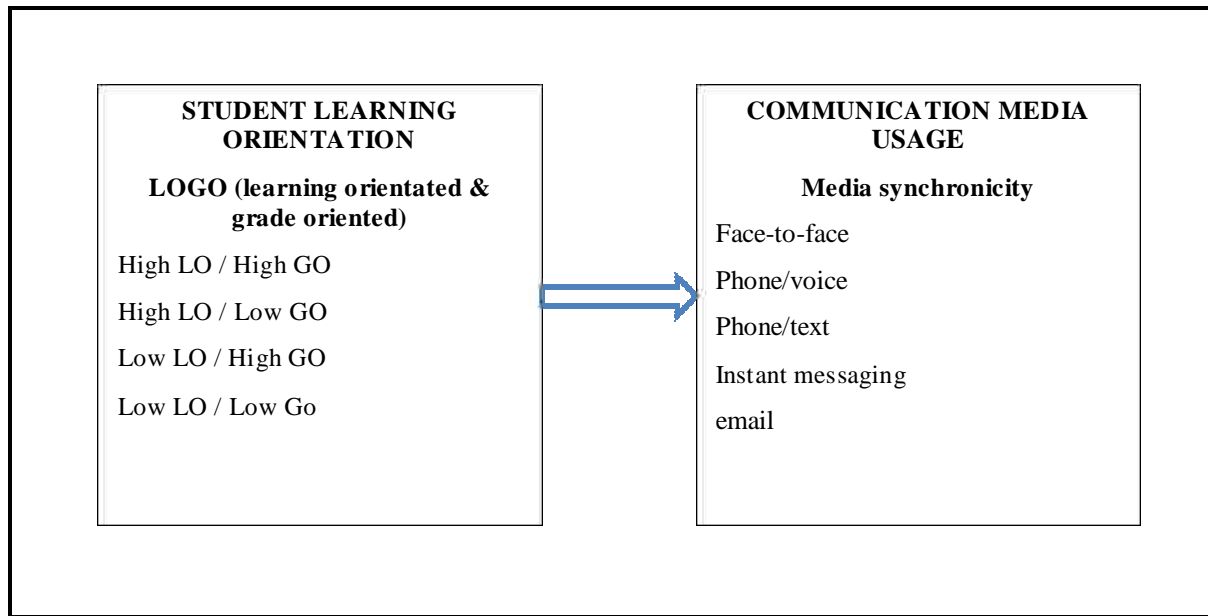 STUDENT LEARNING
ORIENTATION
LOGO (learning orientated &
grade oriented)
High LO / High GO
High LO / Low GO
Low LO / High GO
Low LO / Low Go
COMMUNICATION MEDIA
USAGE
Media synchronicity
Face-to-face
Phone/voice
Phone/text
Instant messaging
email